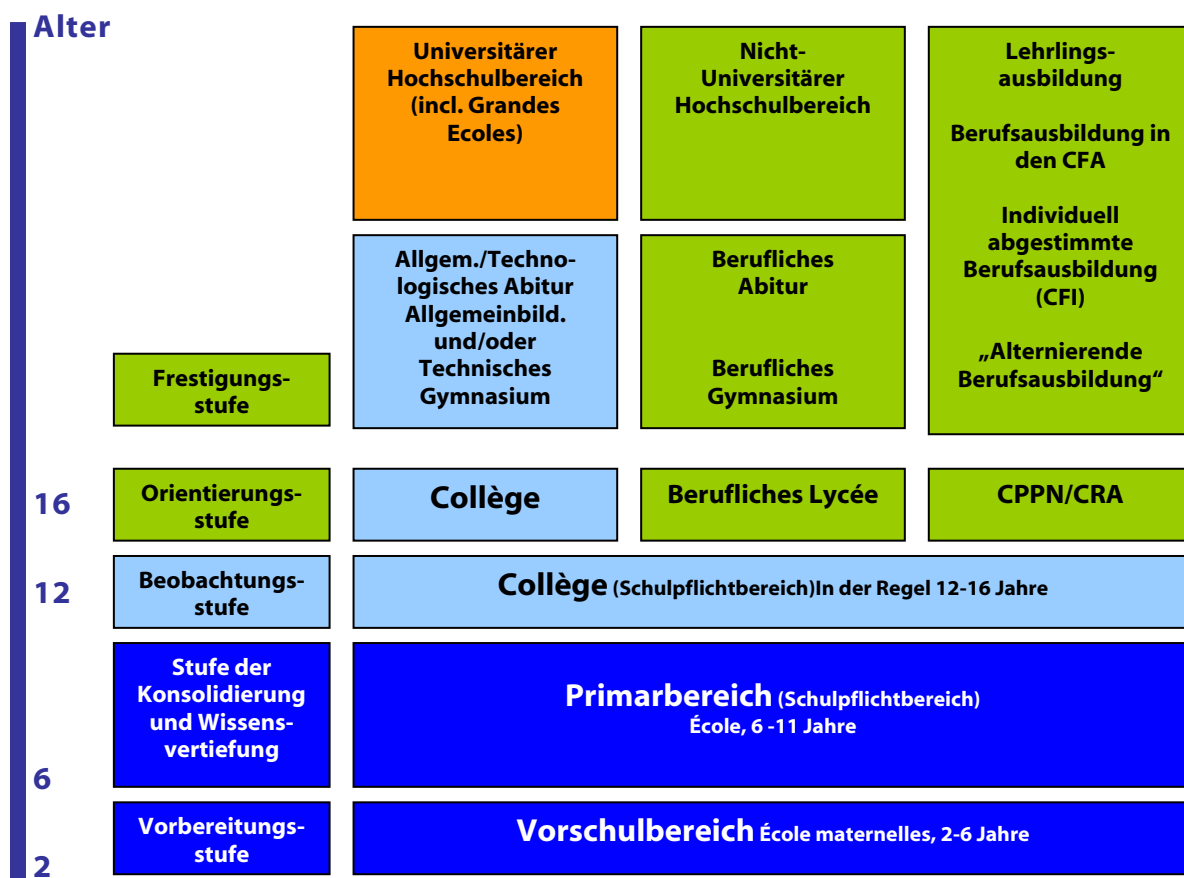 Alter
Universitärer
Hochschulbereich
(incl. Grandes
Ecoles)
Nicht-
Universitärer
Hochschulbereich
Lehrlings-
ausbildung
Berufsausbildung in
den CFA
Individuell
abgestimmte
Berufsausbildung
(CFI)
„Alternierende
Berufsausbildung“
Allgem./Techno-
logisches Abitur
Allgemeinbild.
und/oder
Technisches
Gymnasium
Berufliches
Abitur
Berufliches
Gymnasium
Frestigungs-
stufe
16
Orientierungs-
stufe
Collège
Berufliches Lycée
CPPN/CRA
12
Beobachtungs-
stufe
Collège (Schulpflichtbereich)In der Regel 12-16 Jahre
Stufe der
Konsolidierung
und Wissens-
vertiefung
Primarbereich (Schulpflichtbereich)
École, 6 -11 Jahre
6
Vorbereitungs-
stufe
Vorschulbereich École maternelles, 2-6 Jahre
2